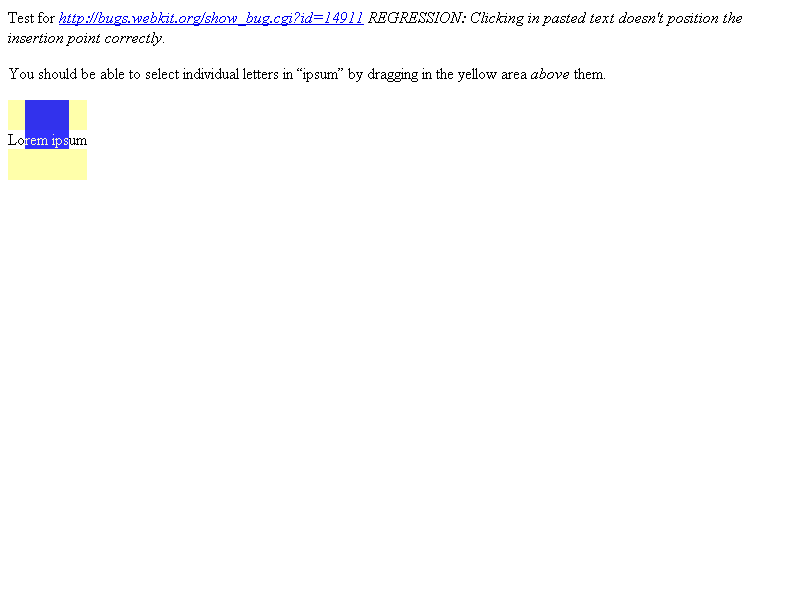 Test for http://bugs.webkit.org/show_bug.cgi?id=14911 REGRESSION: Clicking in pasted text doesn't position the
insertion point correctly.
You should be able to select individual letters in “ipsum” by dragging in the yellow area above them.
Lorem ipsum